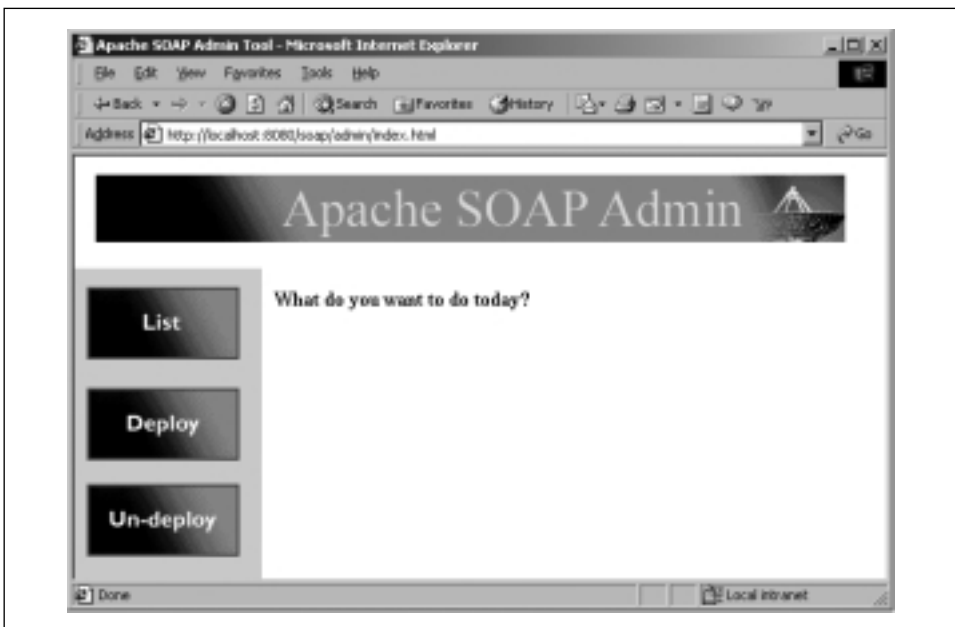 Apache SOAP Admin Tool - Microsoft Internet Explorer
File Edit View Favorites Tools Help
Back Search Favorites History
Address http://localhost:8080/soap/admin/index.html Go
Apache SOAP Admin
What do you want to do today?
List
Deploy
Un-deploy
Done Local intranet